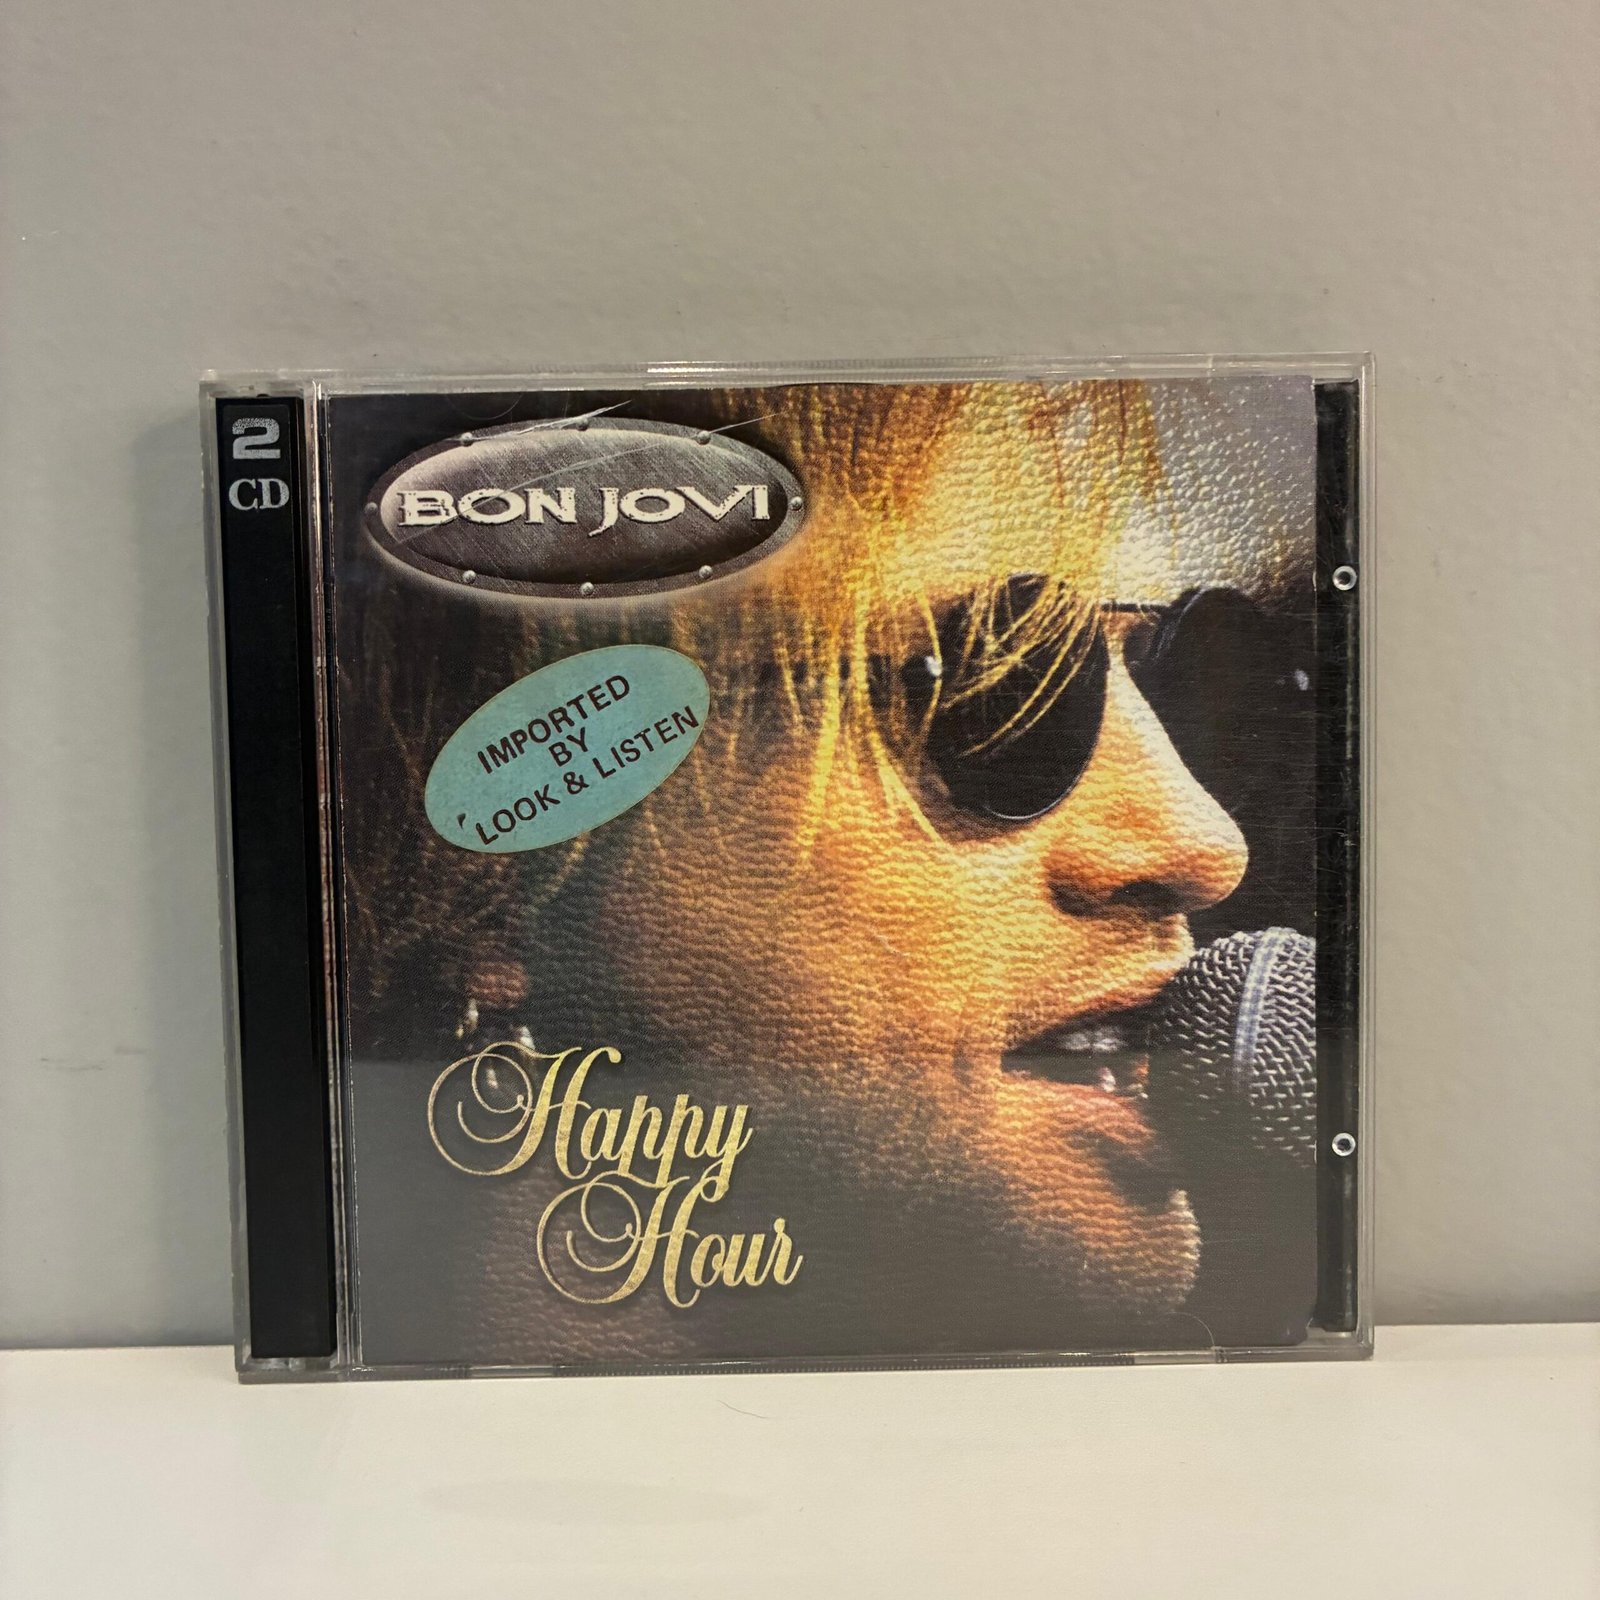 2
CD
BON JOVI
IMPORTED
BY
LOOK & LISTEN
Happy
Hour